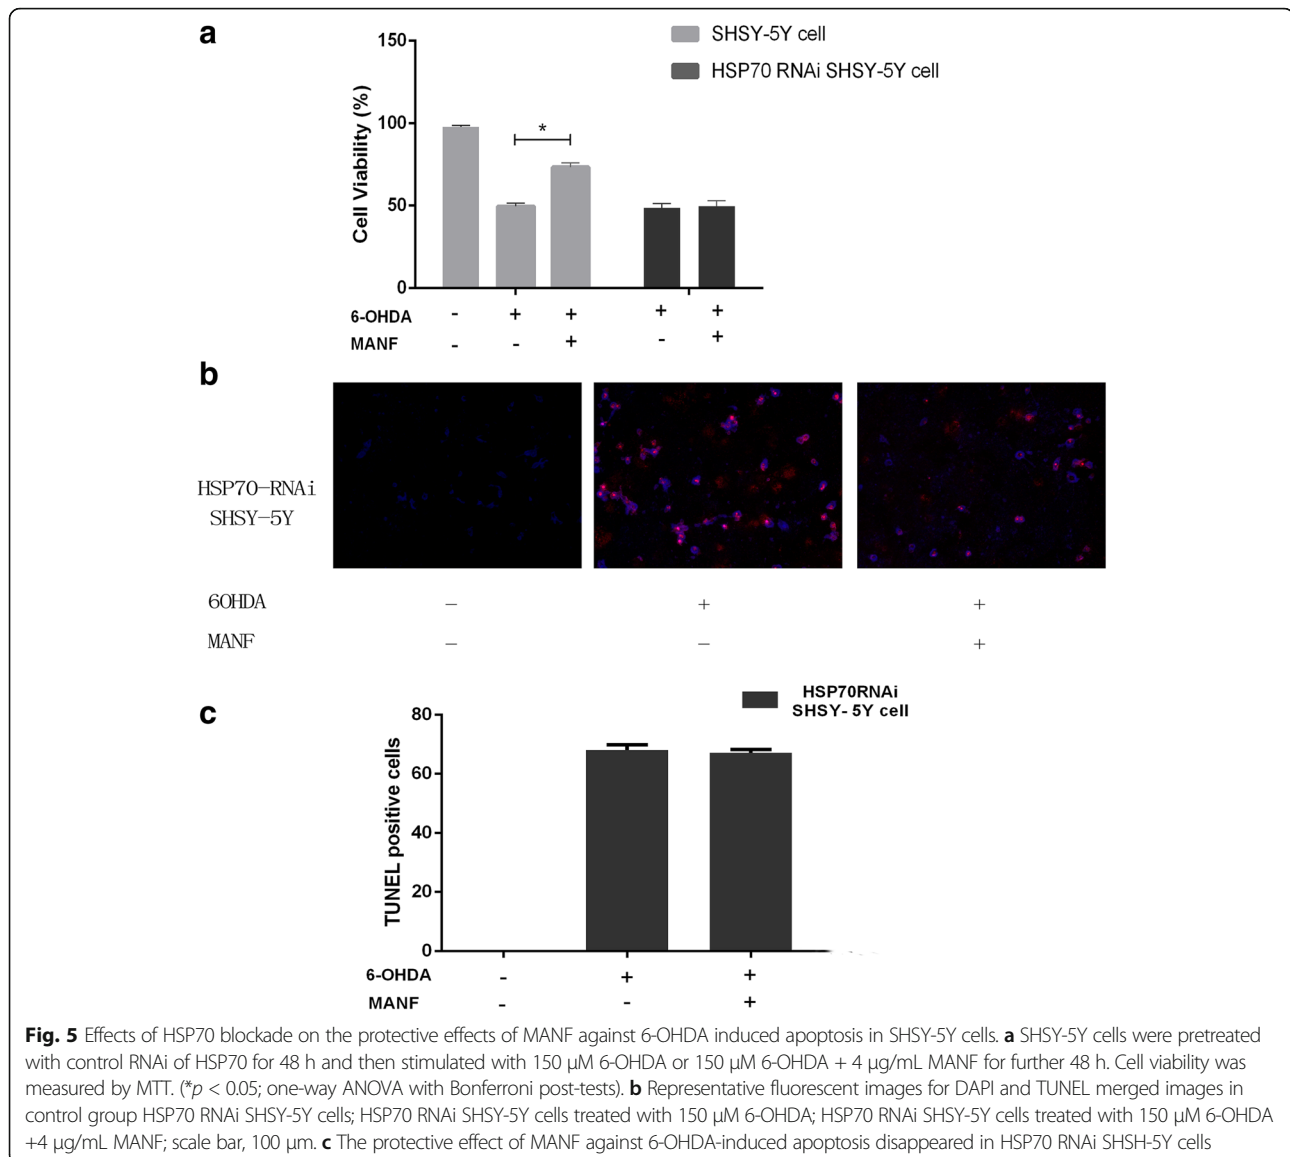 a
SHSY-5Y cell
HSP70 RNAi SHSY-5Y cell
150
100
50
0
Cell Viability (%)
*
6-OHDA - + + + +
MANF - - + - +
b
HSP70-RNAi
SHSY-5Y
6OHDA − + +
MANF − − +
c
HSP70RNAi
SHSY- 5Y cell
80
60
40
20
0
TUNEL positive cells
6-OHDA - + +
MANF - - +
Fig. 5 Effects of HSP70 blockade on the protective effects of MANF against 6-OHDA induced apoptosis in SHSY-5Y cells. a SHSY-5Y cells were pretreated
with control RNAi of HSP70 for 48 h and then stimulated with 150 μM 6-OHDA or 150 μM 6-OHDA + 4 μg/mL MANF for further 48 h. Cell viability was
measured by MTT. (*p < 0.05; one-way ANOVA with Bonferroni post-tests). b Representative fluorescent images for DAPI and TUNEL merged images in
control group HSP70 RNAi SHSY-5Y cells; HSP70 RNAi SHSY-5Y cells treated with 150 μM 6-OHDA; HSP70 RNAi SHSY-5Y cells treated with 150 μM 6-OHDA
+4 μg/mL MANF; scale bar, 100 μm. c The protective effect of MANF against 6-OHDA-induced apoptosis disappeared in HSP70 RNAi SHSH-5Y cells